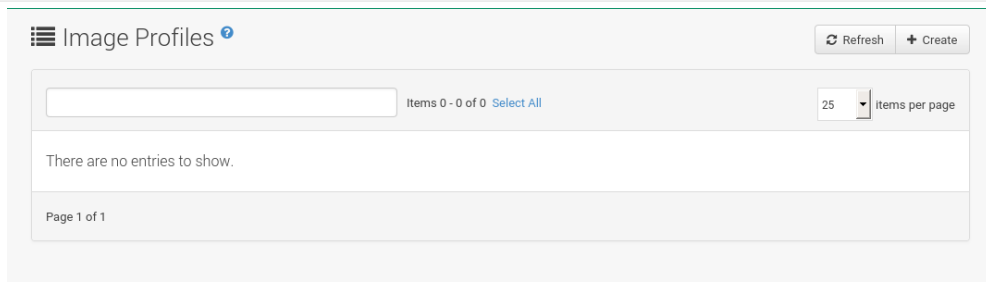 Image Profiles ?
Refresh
Create
Items 0 - 0 of 0 Select All
25
items per page
There are no entries to show.
Page 1 of 1